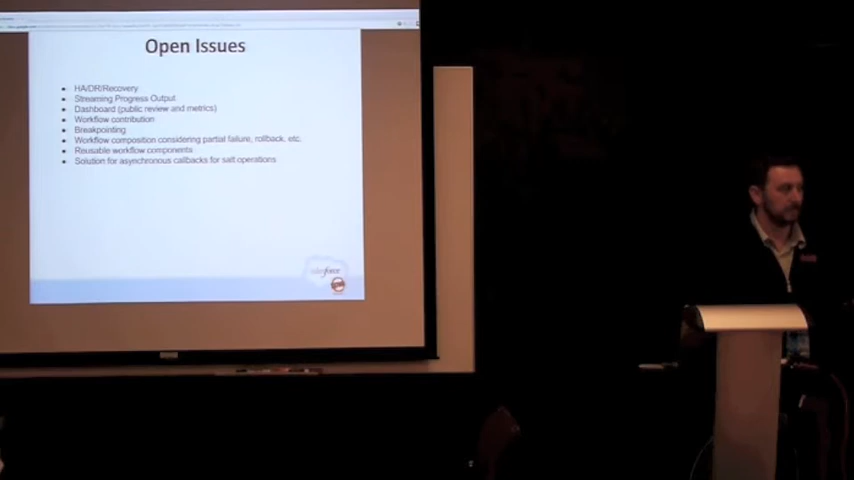 Open Issues
HA/DR/Recovery
Streaming Progress Output
Dashboard (public review and metrics)
Workflow contribution
Breakpointing
Workflow composition considering partial failure, rollback, etc.
Reusable workflow components
Solution for asynchronous callbacks for salt operations